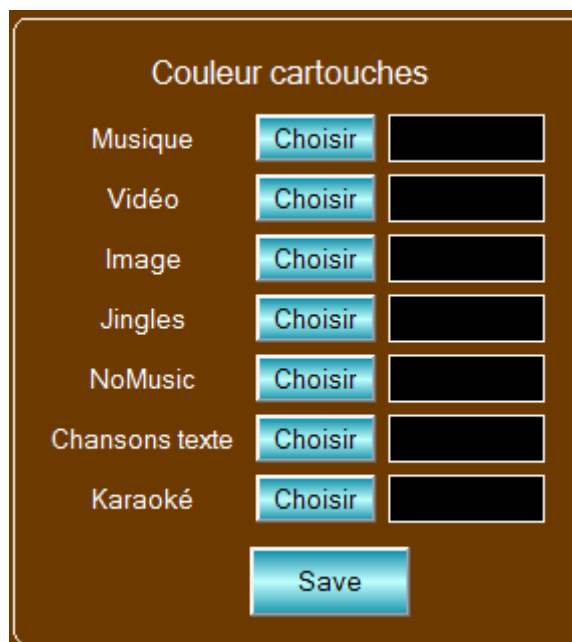 Couleur cartouches
Musique Choisir
Vidéo Choisir
Image Choisir
Jingles Choisir
NoMusic Choisir
Chansons texte Choisir
Karaoké Choisir
Save